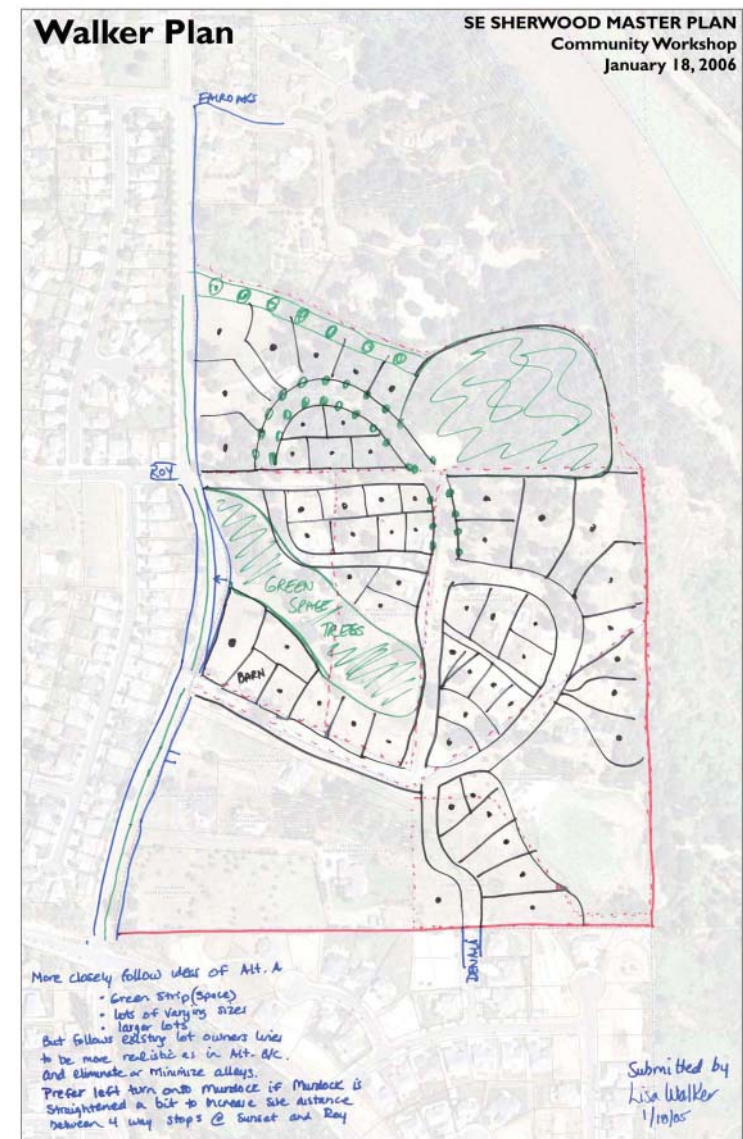 Walker Plan
SE SHERWOOD MASTER PLAN
Community Workshop
January 18, 2006
FAIROAKS
ROY
GREEN
SPACE/
TREES
BARN
DENALI
More closely follow ideas of Alt. A
• Green Strip (Space)
• lots of varying sizes
• larger lots
But follows existing lot owners lines
to be more realistic as in Alt. B/C.
and eliminate or minimize alleys.
Prefer left turn onto Murdock if Murdock is
Straightened a bit to increase site distance
between 4 way stops @ Sunset and Roy
Submitted by
Lisa Walker
1/18/05